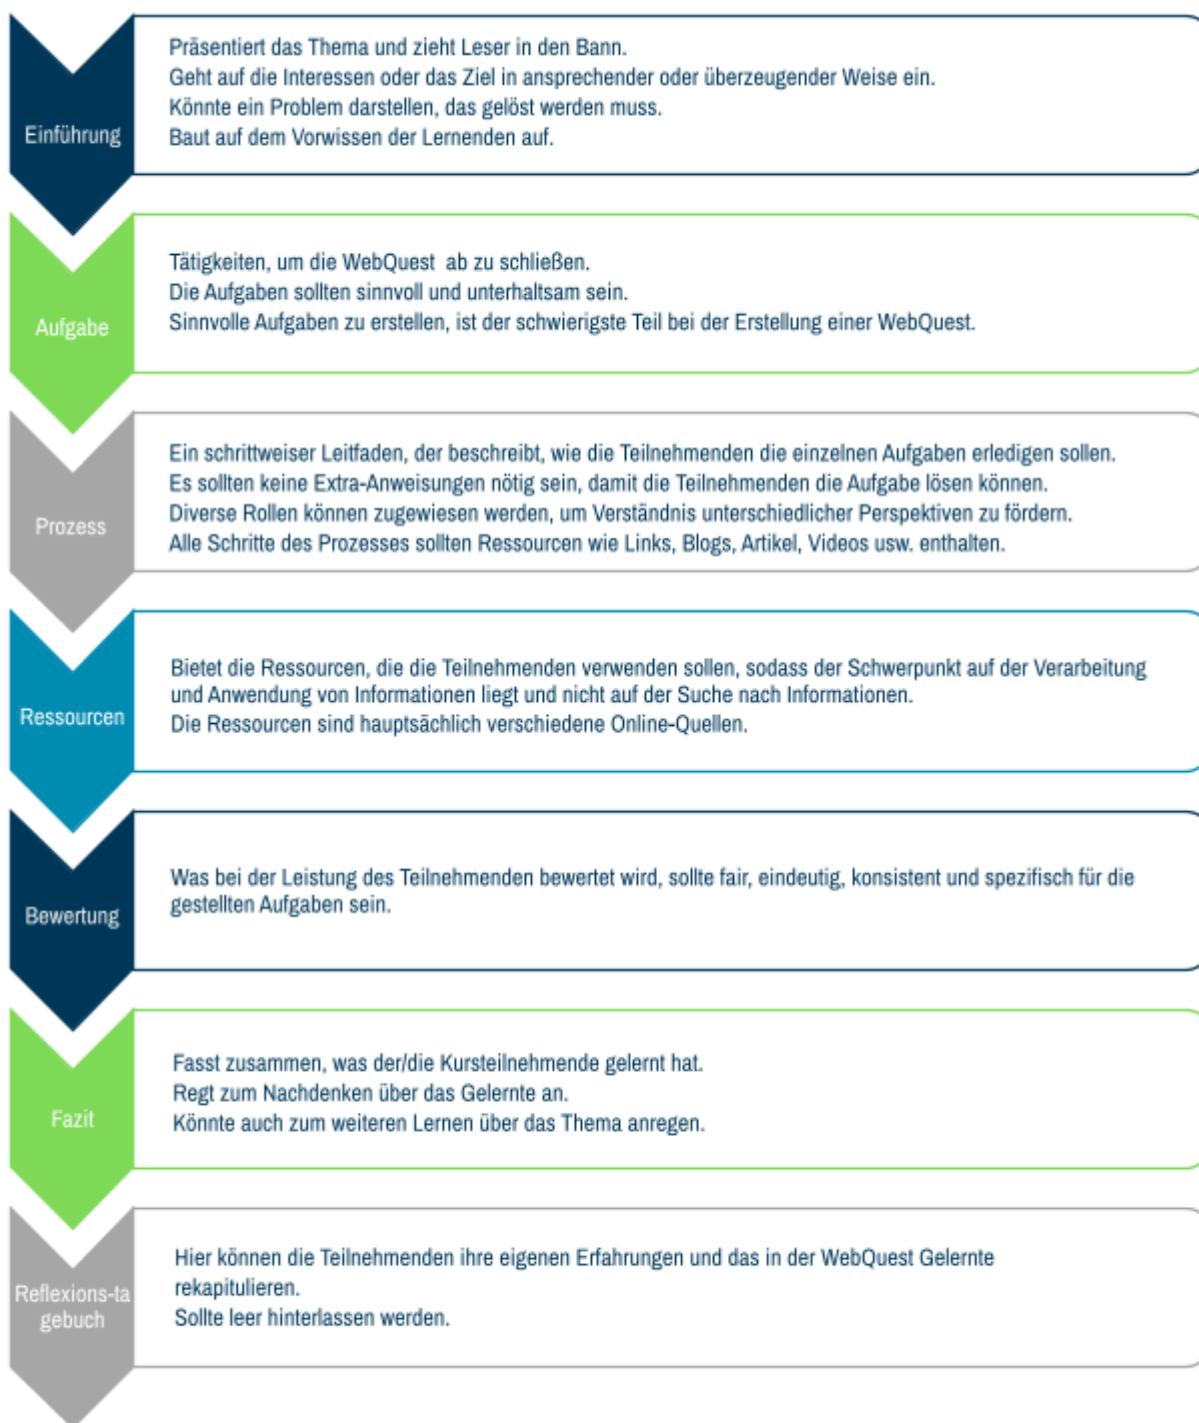 Einführung
Präsentiert das Thema und zieht Leser in den Bann.
Geht auf die Interessen oder das Ziel in ansprechender oder überzeugender Weise ein.
Könnte ein Problem darstellen, das gelöst werden muss.
Baut auf dem Vorwissen der Lernenden auf.
Aufgabe
Tätigkeiten, um die WebQuest ab zu schließen.
Die Aufgaben sollten sinnvoll und unterhaltsam sein.
Sinnvolle Aufgaben zu erstellen, ist der schwierigste Teil bei der Erstellung einer WebQuest.
Prozess
Ein schrittweiser Leitfaden, der beschreibt, wie die Teilnehmenden die einzelnen Aufgaben erledigen sollen.
Es sollten keine Extra-Anweisungen nötig sein, damit die Teilnehmenden die Aufgabe lösen können.
Diverse Rollen können zugewiesen werden, um Verständnis unterschiedlicher Perspektiven zu fördern.
Alle Schritte des Prozesses sollten Ressourcen wie Links, Blogs, Artikel, Videos usw. enthalten.
Ressourcen
Bietet die Ressourcen, die die Teilnehmenden verwenden sollen, sodass der Schwerpunkt auf der Verarbeitung
und Anwendung von Informationen liegt und nicht auf der Suche nach Informationen.
Die Ressourcen sind hauptsächlich verschiedene Online-Quellen.
Bewertung
Was bei der Leistung des Teilnehmenden bewertet wird, sollte fair, eindeutig, konsistent und spezifisch für die
gestellten Aufgaben sein.
Fazit
Fasst zusammen, was der/die Kursteilnehmende gelernt hat.
Regt zum Nachdenken über das Gelernte an.
Könnte auch zum weiteren Lernen über das Thema anregen.
Reflexions-ta
gebuch
Hier können die Teilnehmenden ihre eigenen Erfahrungen und das in der WebQuest Gelernte
rekapitulieren.
Sollte leer hinterlassen werden.